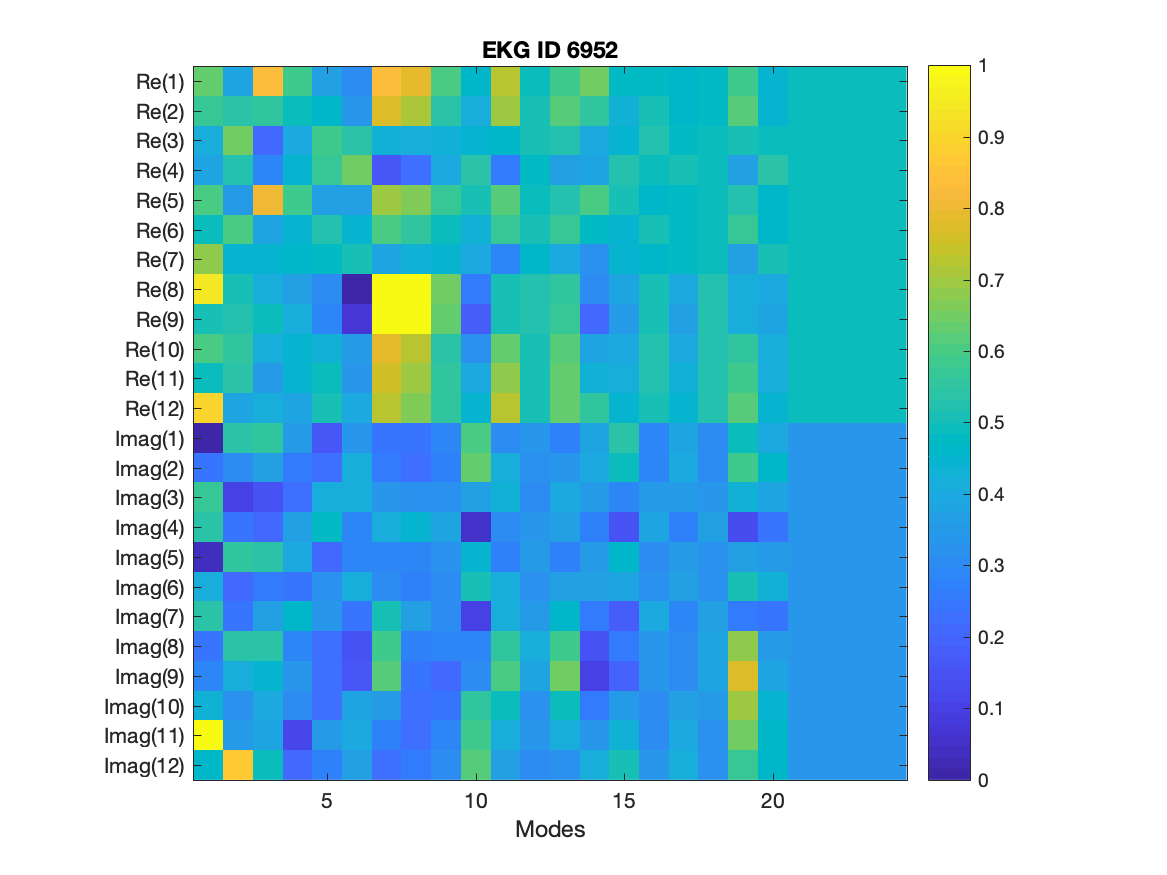 EKG ID 6952
Re(1)
Re(2)
Re(3)
Re(4)
Re(5)
Re(6)
Re(7)
Re(8)
Re(9)
Re(10)
Re(11)
Re(12)
Imag(1)
Imag(2)
Imag(3)
Imag(4)
Imag(5)
Imag(6)
Imag(7)
Imag(8)
Imag(9)
Imag(10)
Imag(11)
Imag(12)
5 10 15 20
Modes
1
0.9
0.8
0.7
0.6
0.5
0.4
0.3
0.2
0.1
0